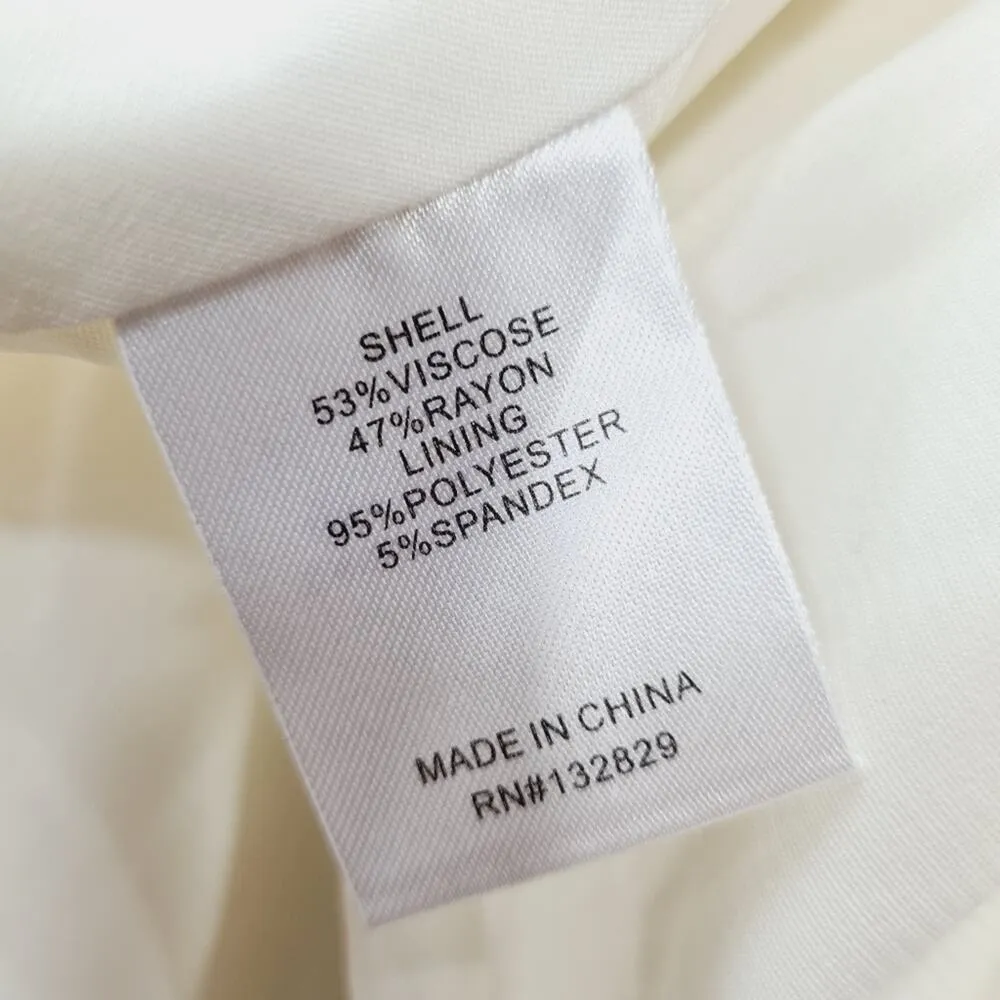 SHELL
53%VISCOSE
47%RAYON
LINING
95%POLYESTER
5%SPANDEX
MADE IN CHINA
RN#132829